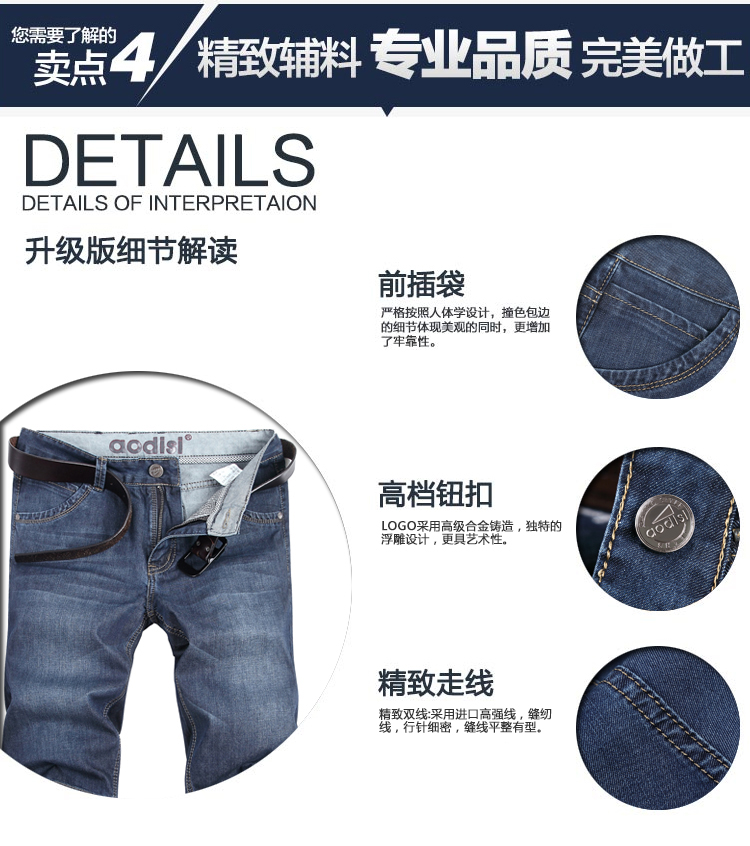 您需要了解的
卖点4
精致辅料 专业品质 完美做工
DETAILS
DETAILS OF INTERPRETAION
升级版细节解读
前插袋
严格按照人体学设计，撞色包边
的细节体现美观的同时，更增加
了牢靠性。
aodisi
高档钮扣
LOGO采用高级合金铸造，独特的
浮雕设计，更具艺术性。
aodisi
精致走线
精致双线:采用进口高强线，缝纫
线，行针细密，缝线平整有型。